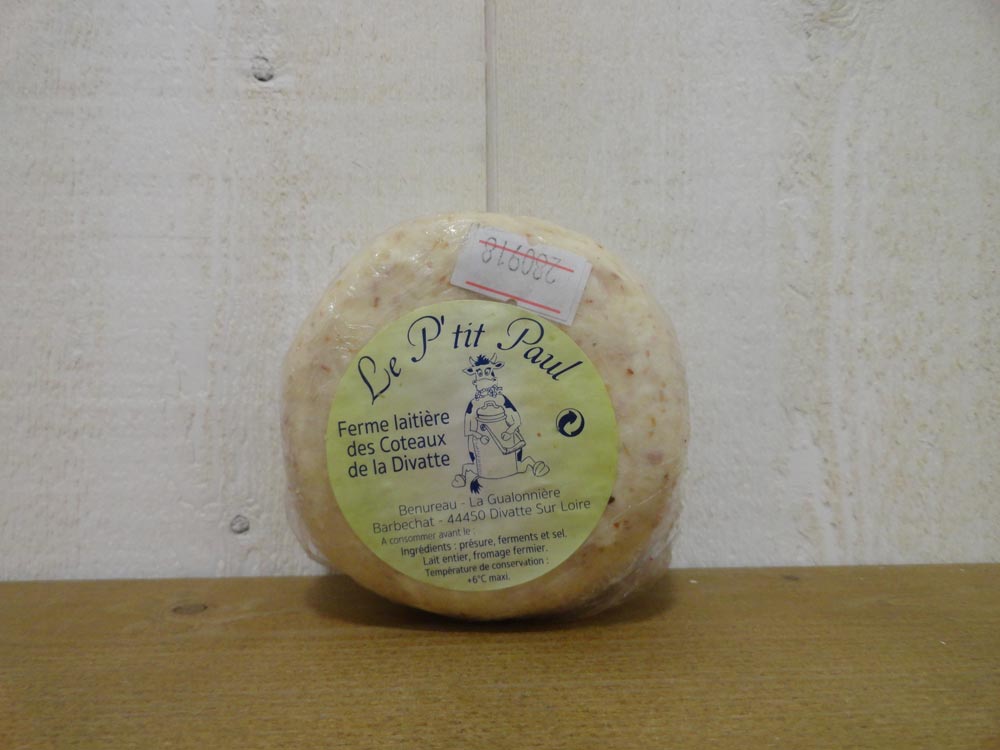 280918
Le P'tit Paul
Ferme laitière
des Coteaux
de la Divatte
Benureau - La Gualonnière
Barbechat - 44450 Divatte Sur Loire
A consommer avant le :
Ingrédients : présure, ferments et sel.
Lait entier, fromage fermier.
Température de conservation :
+6°C maxi.